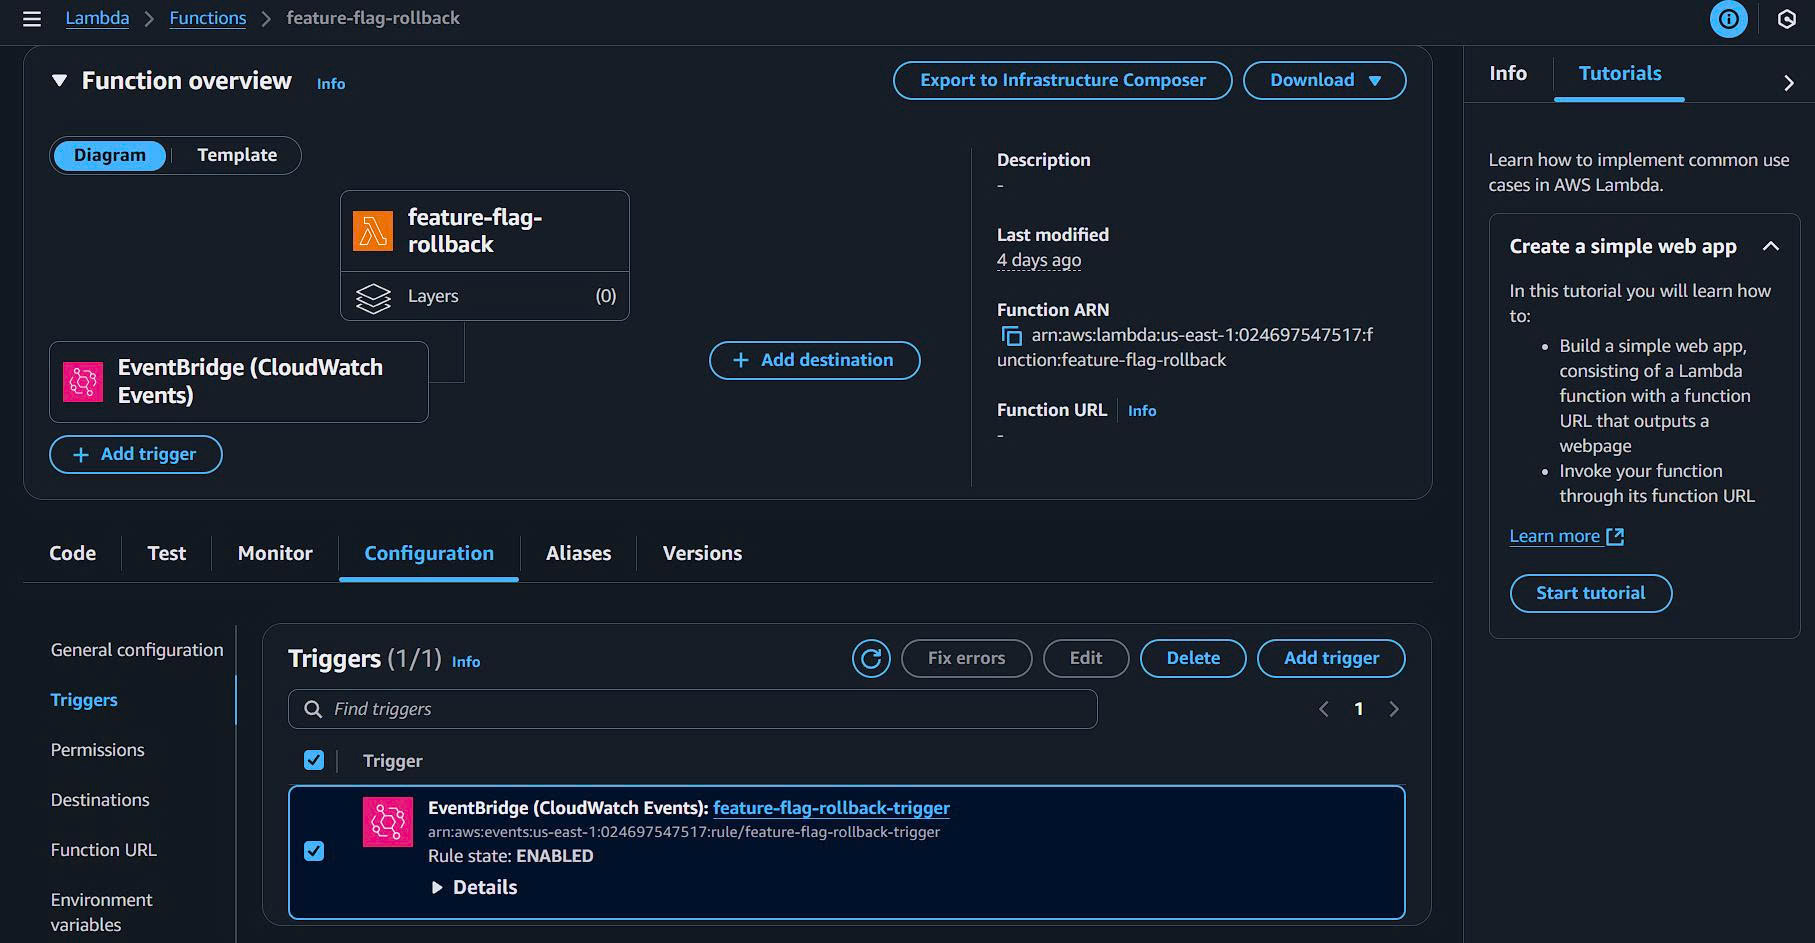 Lambda
Functions
feature-flag-rollback
Function overview
Info
Export to Infrastructure Composer
Download
Diagram
Template
feature-flag-
rollback
Layers
(0)
EventBridge (CloudWatch
Events)
+ Add trigger
+ Add destination
Description
-
Last modified
4 days ago
Function ARN
arn:aws:lambda:us-east-1:024697547517:f
unction:feature-flag-rollback
Function URL
Info
-
Code
Test
Monitor
Configuration
Aliases
Versions
General configuration
Triggers
Permissions
Destinations
Function URL
Environment
variables
Triggers (1/1) Info
Fix errors
Edit
Delete
Add trigger
Find triggers
1
Trigger
EventBridge (CloudWatch Events): feature-flag-rollback-trigger
arn:aws:events:us-east-1:024697547517:rule/feature-flag-rollback-trigger
Rule state: ENABLED
Details
Info
Tutorials
Learn how to implement common use
cases in AWS Lambda.
Create a simple web app
In this tutorial you will learn how
to:
• Build a simple web app,
consisting of a Lambda
function with a function
URL that outputs a
webpage
• Invoke your function
through its function URL
Learn more
Start tutorial